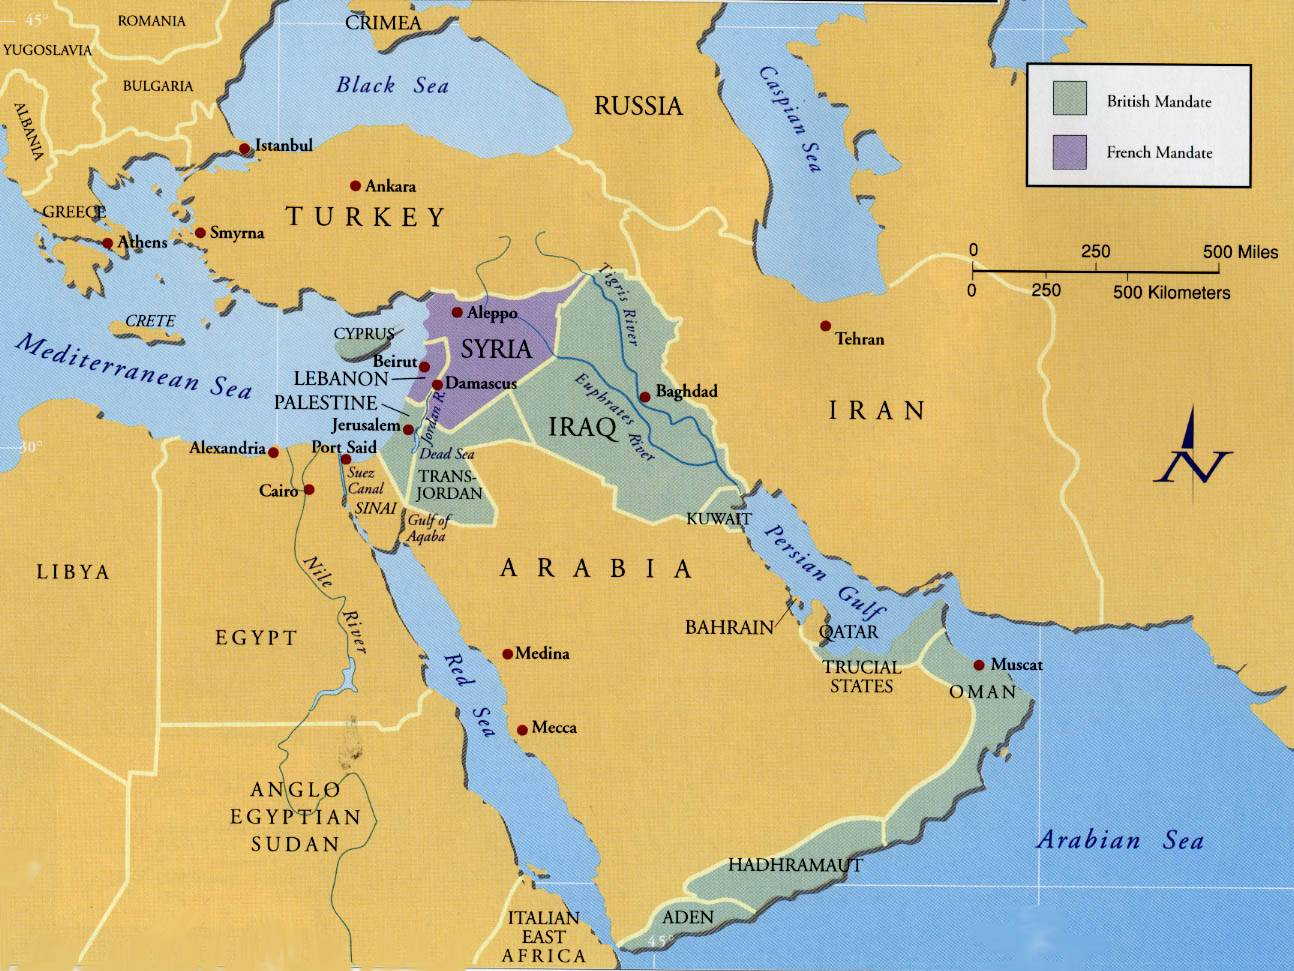 45°
ROMANIA
CRIMEA
YUGOSLAVIA
BULGARIA
Black Sea
RUSSIA
Caspian Sea
British Mandate
French Mandate
ALBANIA
Istanbul
Ankara
TURKEY
GREECE
Athens
Smyrna
0 250 500 Miles
0 250 500 Kilometers
Tigris River
Aleppo
CRETE
CYPRUS
SYRIA
Tehran
Mediterranean Sea
Beirut
LEBANON
Damascus
Baghdad
PALESTINE
Jordan R.
Euphrates River
IRAN
Jerusalem
IRAQ
30°
Alexandria
Port Said
Dead Sea
Suez
Canal
TRANS-
JORDAN
N
Cairo
SINAI
Gulf of
Aqaba
KUWAIT
Persian Gulf
LIBYA
Nile River
ARABIA
EGYPT
BAHRAIN
QATAR
Medina
Red Sea
TRUCIAL
STATES
Muscat
OMAN
Mecca
ANGLO
EGYPTIAN
SUDAN
Arabian Sea
HADHRAMAUT
ITALIAN
EAST
AFRICA
ADEN
45°